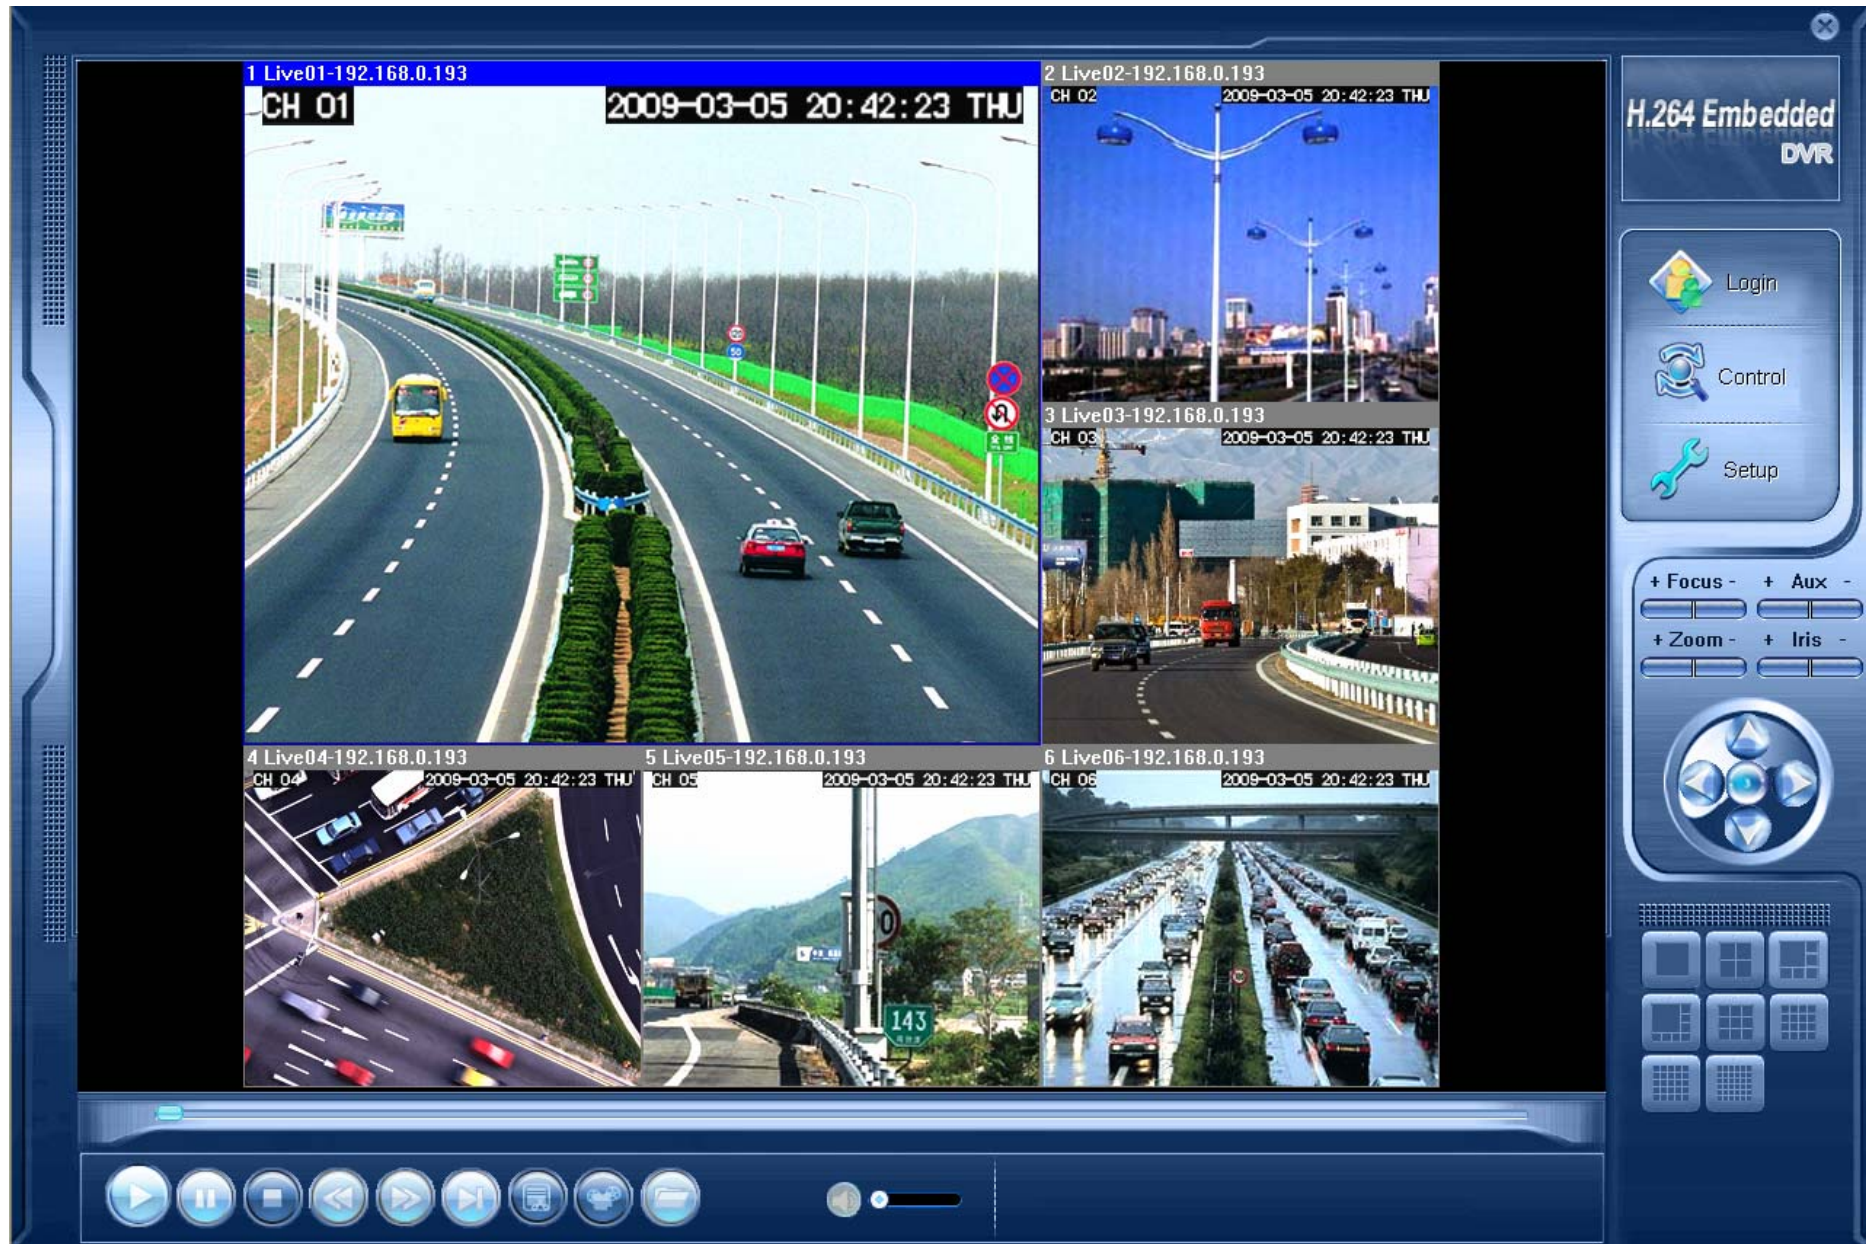 1 Live01-192.168.0.193
CH 01 2009-03-05 20:42:23 THU
50
2 Live02-192.168.0.193
CH 02 2009-03-05 20:42:23 THU
3 Live03-192.168.0.193
CH 03 2009-03-05 20:42:23 THU
4 Live04-192.168.0.193
CH 04 2009-03-05 20:42:23 THU
5 Live05-192.168.0.193
CH 05 2009-03-05 20:42:23 THU
143
6 Live06-192.168.0.193
CH 06 2009-03-05 20:42:23 THU
H.264 Embedded
DVR
Login
Control
Setup
+ Focus - + Aux -
+ Zoom - + Iris -